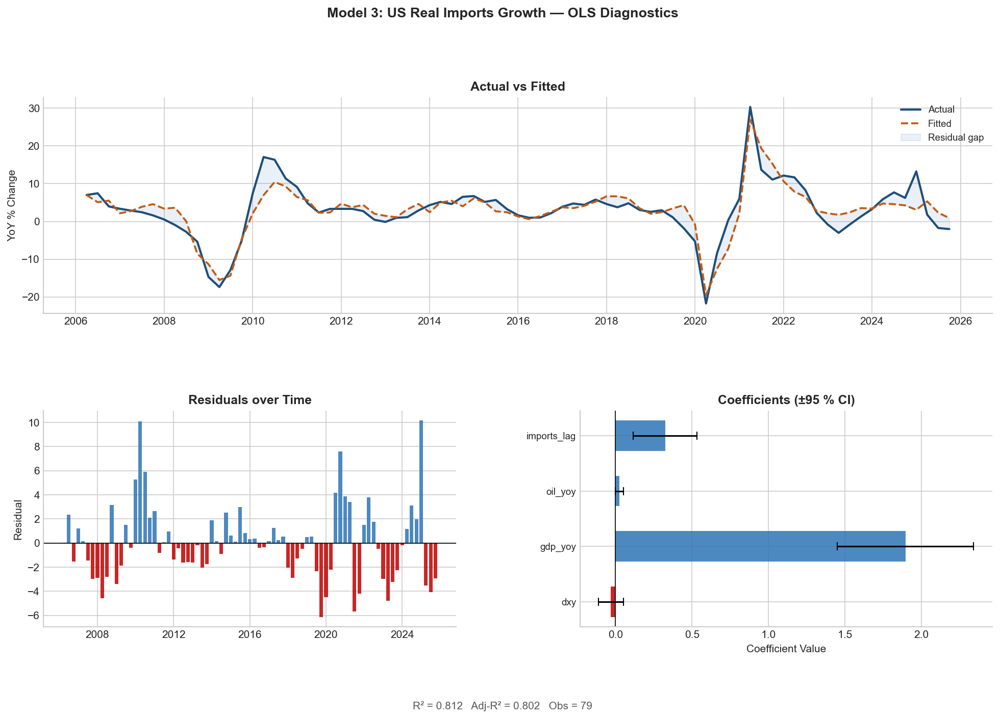 Model 3: US Real Imports Growth — OLS Diagnostics
Actual vs Fitted
YoY % Change
30
20
10
0
−10
−20
Actual
Fitted
Residual gap
2006 2008 2010 2012 2014 2016 2018 2020 2022 2024 2026
Residuals over Time
Residual
10
8
6
4
2
0
−2
−4
−6
2008 2012 2016 2020 2024
Coefficients (±95 % CI)
imports_lag
oil_yoy
gdp_yoy
dxy
0.0 0.5 1.0 1.5 2.0
Coefficient Value
R² = 0.812 Adj-R² = 0.802 Obs = 79